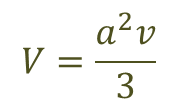 V = a²v/3